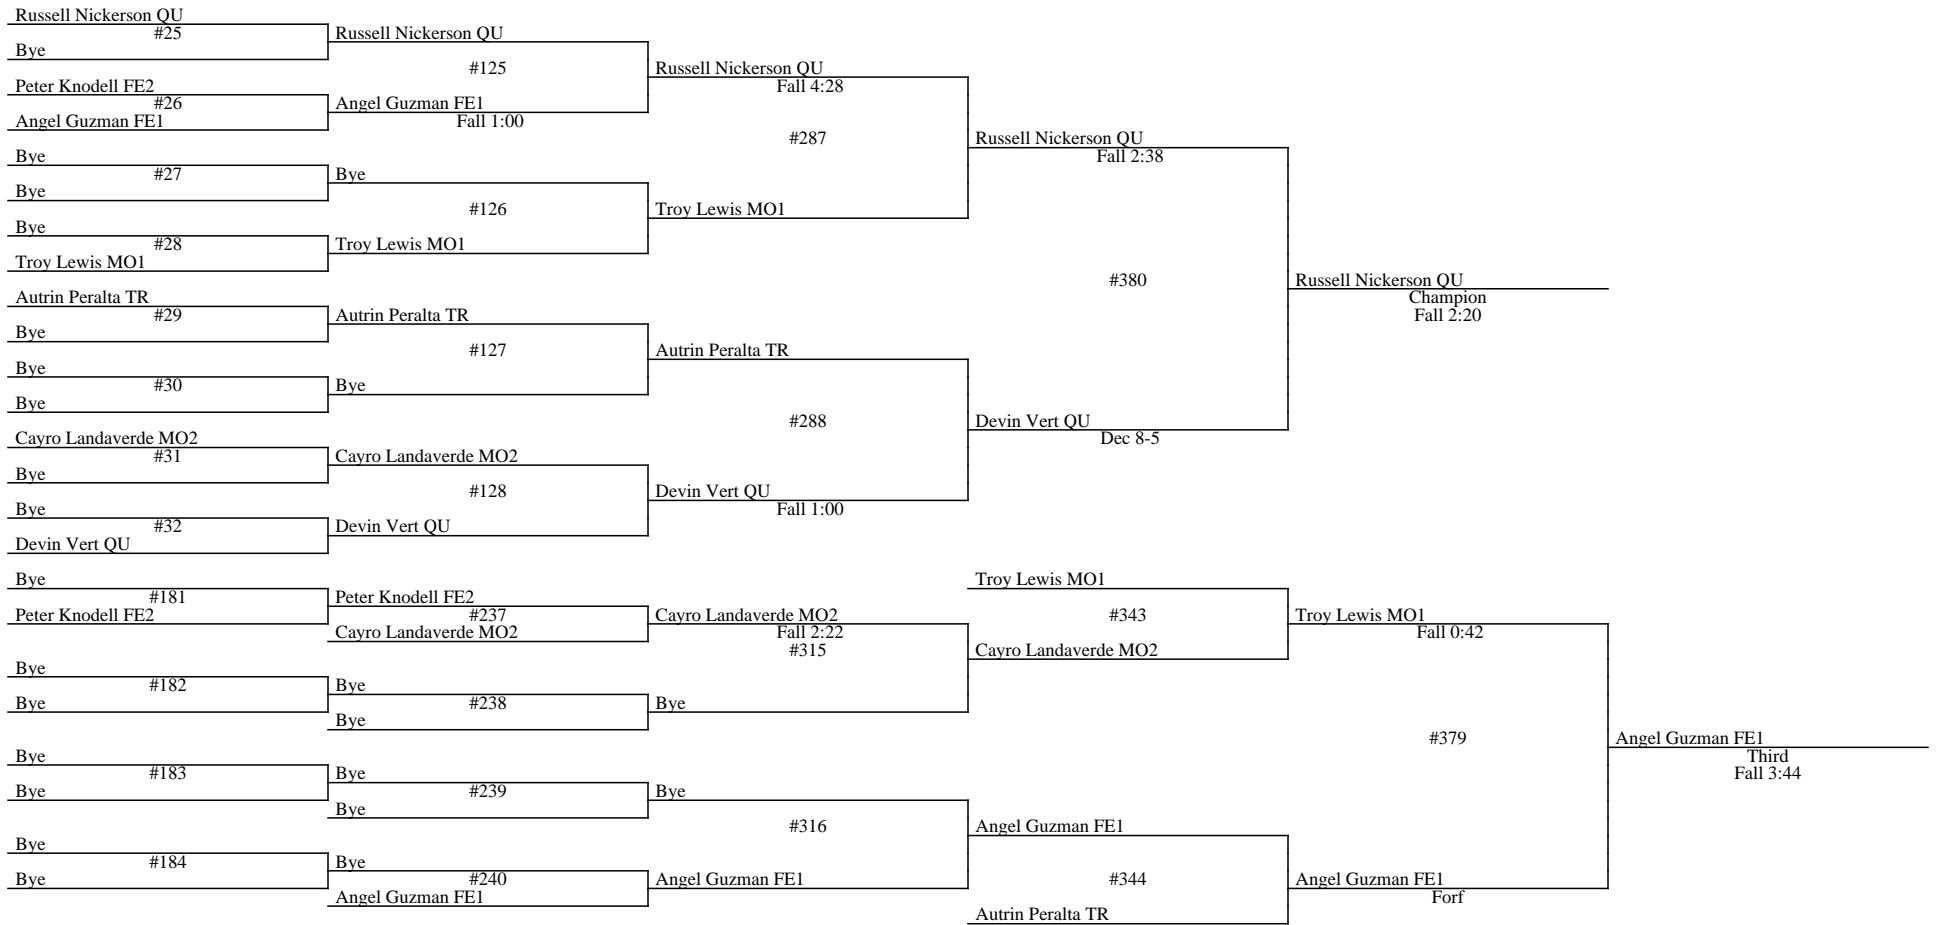 Russell Nickerson QU
#25
Bye
Peter Knodell FE2
#26
Angel Guzman FE1
Bye
#27
Bye
Bye
#28
Troy Lewis MO1
Autrin Peralta TR
#29
Bye
Bye
#30
Bye
Cayro Landaverde MO2
#31
Bye
Bye
#32
Devin Vert QU
Russell Nickerson QU
#125
Angel Guzman FE1
Fall 1:00
Bye
#126
Troy Lewis MO1
Autrin Peralta TR
#127
Bye
Cayro Landaverde MO2
#128
Devin Vert QU
Russell Nickerson QU
Fall 4:28
#287
Troy Lewis MO1
Autrin Peralta TR
#288
Devin Vert QU
Fall 1:00
Russell Nickerson QU
Fall 2:38
#380
Devin Vert QU
Dec 8-5
Russell Nickerson QU
Champion
Fall 2:20
Bye
#181
Peter Knodell FE2
Bye
#182
Bye
Bye
#183
Bye
Bye
#184
Bye
Peter Knodell FE2
#237
Cayro Landaverde MO2
Bye
#238
Bye
Bye
#239
Bye
Bye
#240
Angel Guzman FE1
Cayro Landaverde MO2
Fall 2:22
#315
Bye
Bye
#316
Angel Guzman FE1
Troy Lewis MO1
#343
Cayro Landaverde MO2
Angel Guzman FE1
#344
Autrin Peralta TR
Troy Lewis MO1
Fall 0:42
#379
Angel Guzman FE1
Forf
Angel Guzman FE1
Third
Fall 3:44